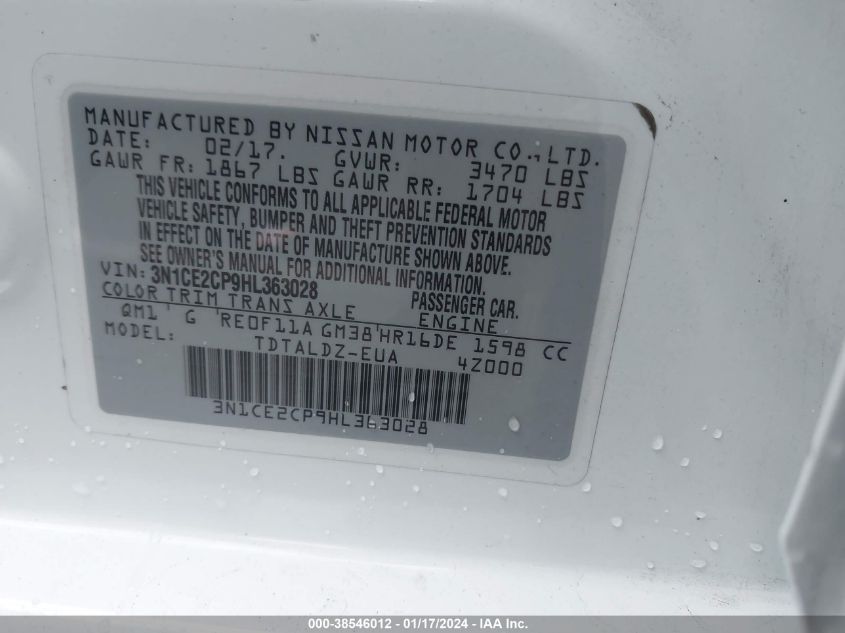 MANUFACTURED BY NISSAN MOTOR CO., LTD.
DATE: 02/17. GVWR: 3470 LBS
GAWR FR: 1867 LBS GAWR RR: 1704 LBS
THIS VEHICLE CONFORMS TO ALL APPLICABLE FEDERAL MOTOR
VEHICLE SAFETY, BUMPER AND THEFT PREVENTION STANDARDS
IN EFFECT ON THE DATE OF MANUFACTURE SHOWN ABOVE.
SEE OWNER'S MANUAL FOR ADDITIONAL INFORMATION.
VIN: 3N1CE2CP9HL363028 PASSENGER CAR.
COLOR TRIM TRANS AXLE ENGINE
QM1 G RE0F11A GM38 HR16DE 1598 CC
MODEL: TDTALDZ-EUA 4Z000
3N1CE2CP9HL363028
000-38546012 - 01/17/2024 - IAA Inc.